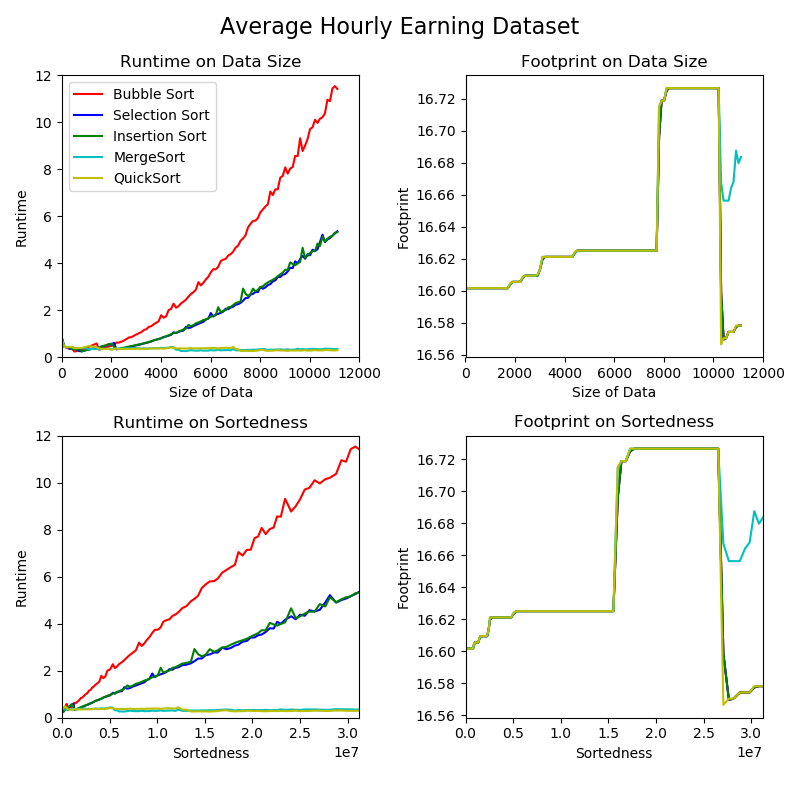 Average Hourly Earning Dataset
Runtime on Data Size
12
10
8
6
4
2
0
Runtime
Bubble Sort
Selection Sort
Insertion Sort
MergeSort
QuickSort
0 2000 4000 6000 8000 10000 12000
Size of Data
Footprint on Data Size
16.72
16.70
16.68
16.66
16.64
16.62
16.60
16.58
16.56
Footprint
0 2000 4000 6000 8000 10000 12000
Size of Data
Runtime on Sortedness
12
10
8
6
4
2
0
Runtime
0.0 0.5 1.0 1.5 2.0 2.5 3.0
Sortedness 1e7
Footprint on Sortedness
16.72
16.70
16.68
16.66
16.64
16.62
16.60
16.58
16.56
Footprint
0.0 0.5 1.0 1.5 2.0 2.5 3.0
Sortedness 1e7